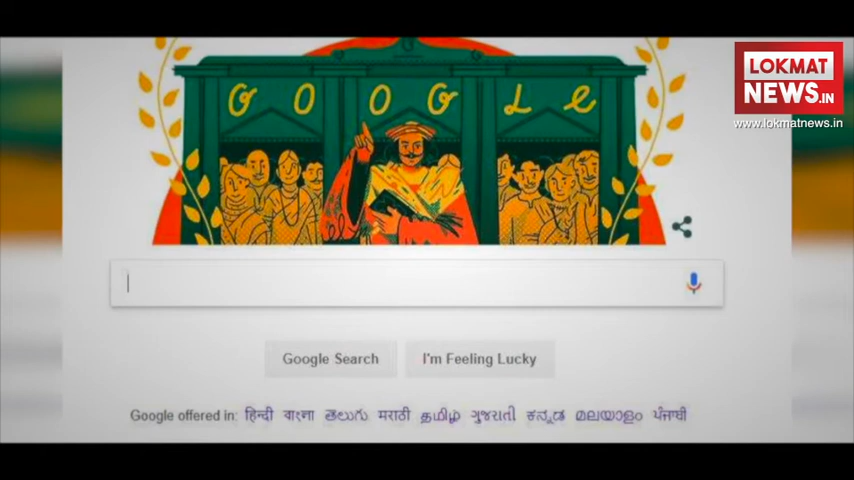 LOKMAT
NEWS.IN
www.lokmatnews.in
GOOGLE
Google Search
I'm Feeling Lucky
Google offered in: हिन्दी বাংলা తెలుగు मराठी தமிழ் ગુજરાતી ಕನ್ನಡ മലയാളം ਪੰਜਾਬੀ